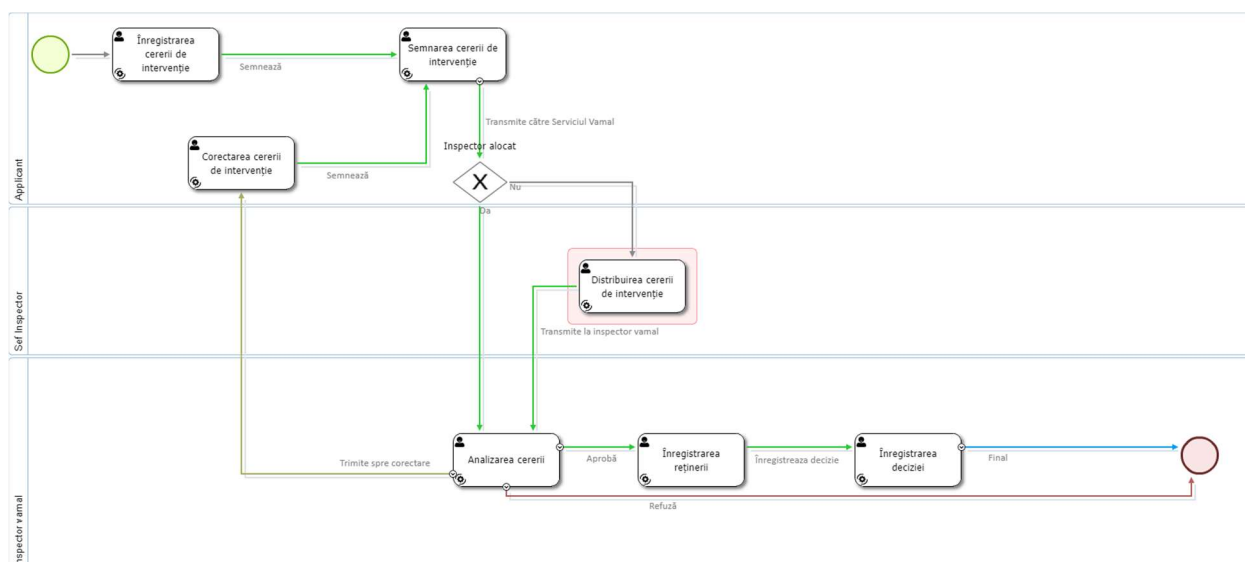 Applicant
Înregistrarea
cererii de
intervenție
Semnează
Semnarea cererii de
intervenție
Transmite către Serviciul Vamal
Corectarea cererii
de intervenție
Semnează
Inspector alocat
X
Nu
Da
Sef Inspector
Distribuirea cererii
de intervenție
Transmite la inspector vamal
nspector vamal
Analizarea cererii
Trimite spre corectare
Aprobă
Înregistrarea
reținerii
Înregistreaza decizie
Înregistrarea
deciziei
Final
Refuză